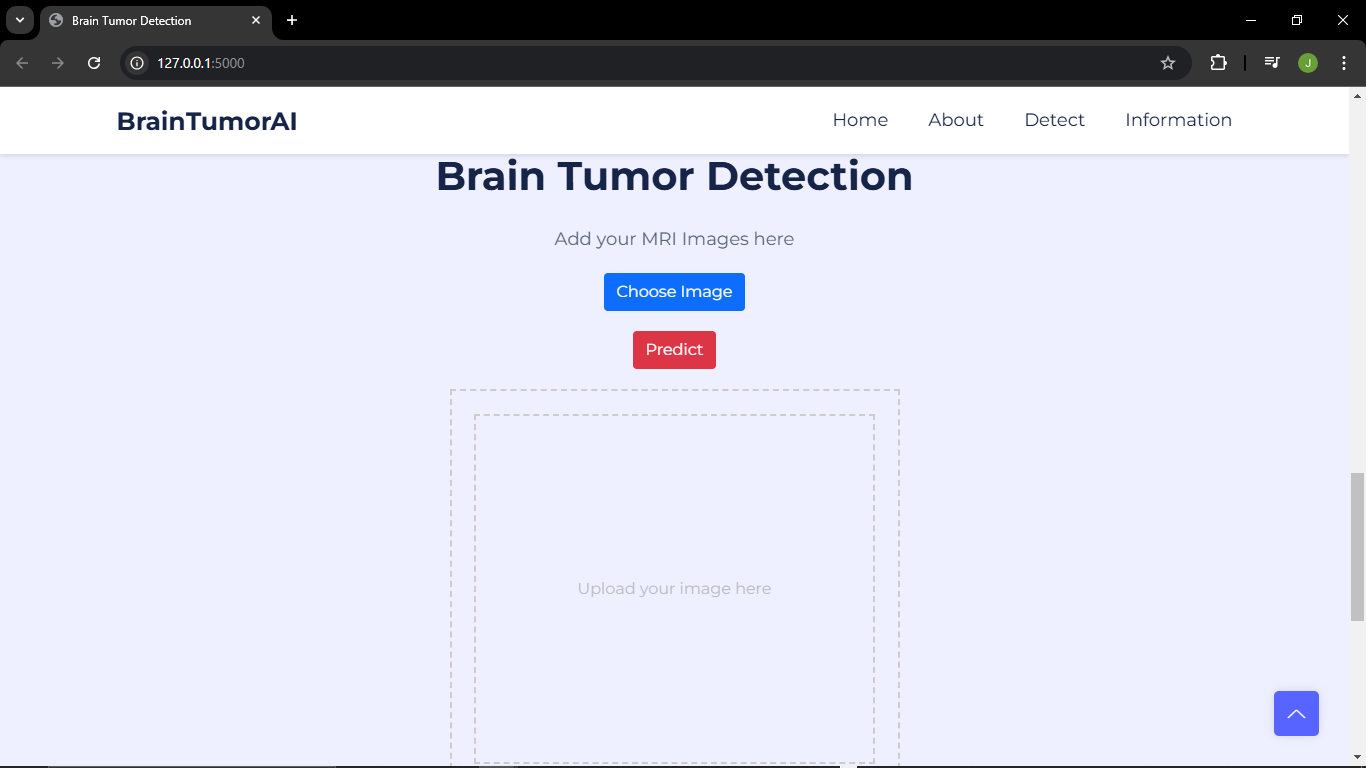 Brain Tumor Detection
127.0.0.1:5000
J
BrainTumorAI
Home About Detect Information
Brain Tumor Detection
Add your MRI Images here
Choose Image
Predict
Upload your image here